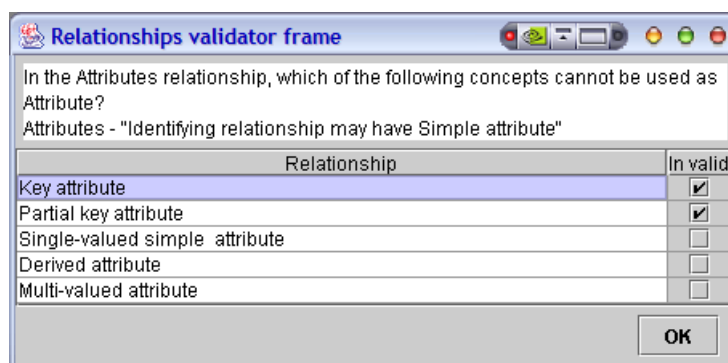 Relationships validator frame
In the Attributes relationship, which of the following concepts cannot be used as
Attribute?
Attributes - "Identifying relationship may have Simple attribute"
Relationship In valid
Key attribute
Partial key attribute
Single-valued simple attribute
Derived attribute
Multi-valued attribute
OK